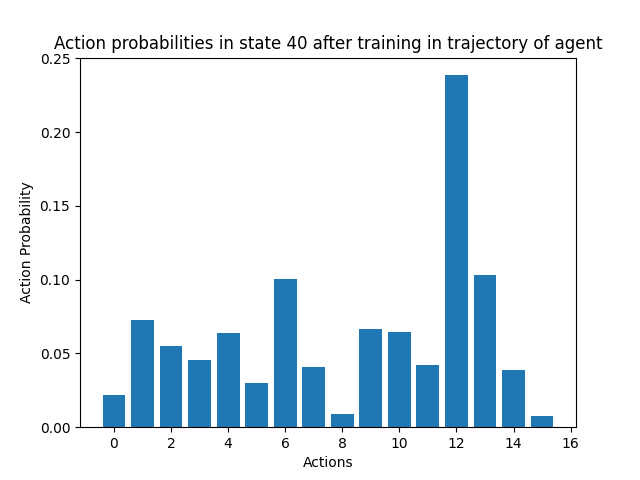 Action probabilities in state 40 after training in trajectory of agent
0.25
0.20
0.15
0.10
0.05
0.00
Action Probability
0 2 4 6 8 10 12 14 16
Actions